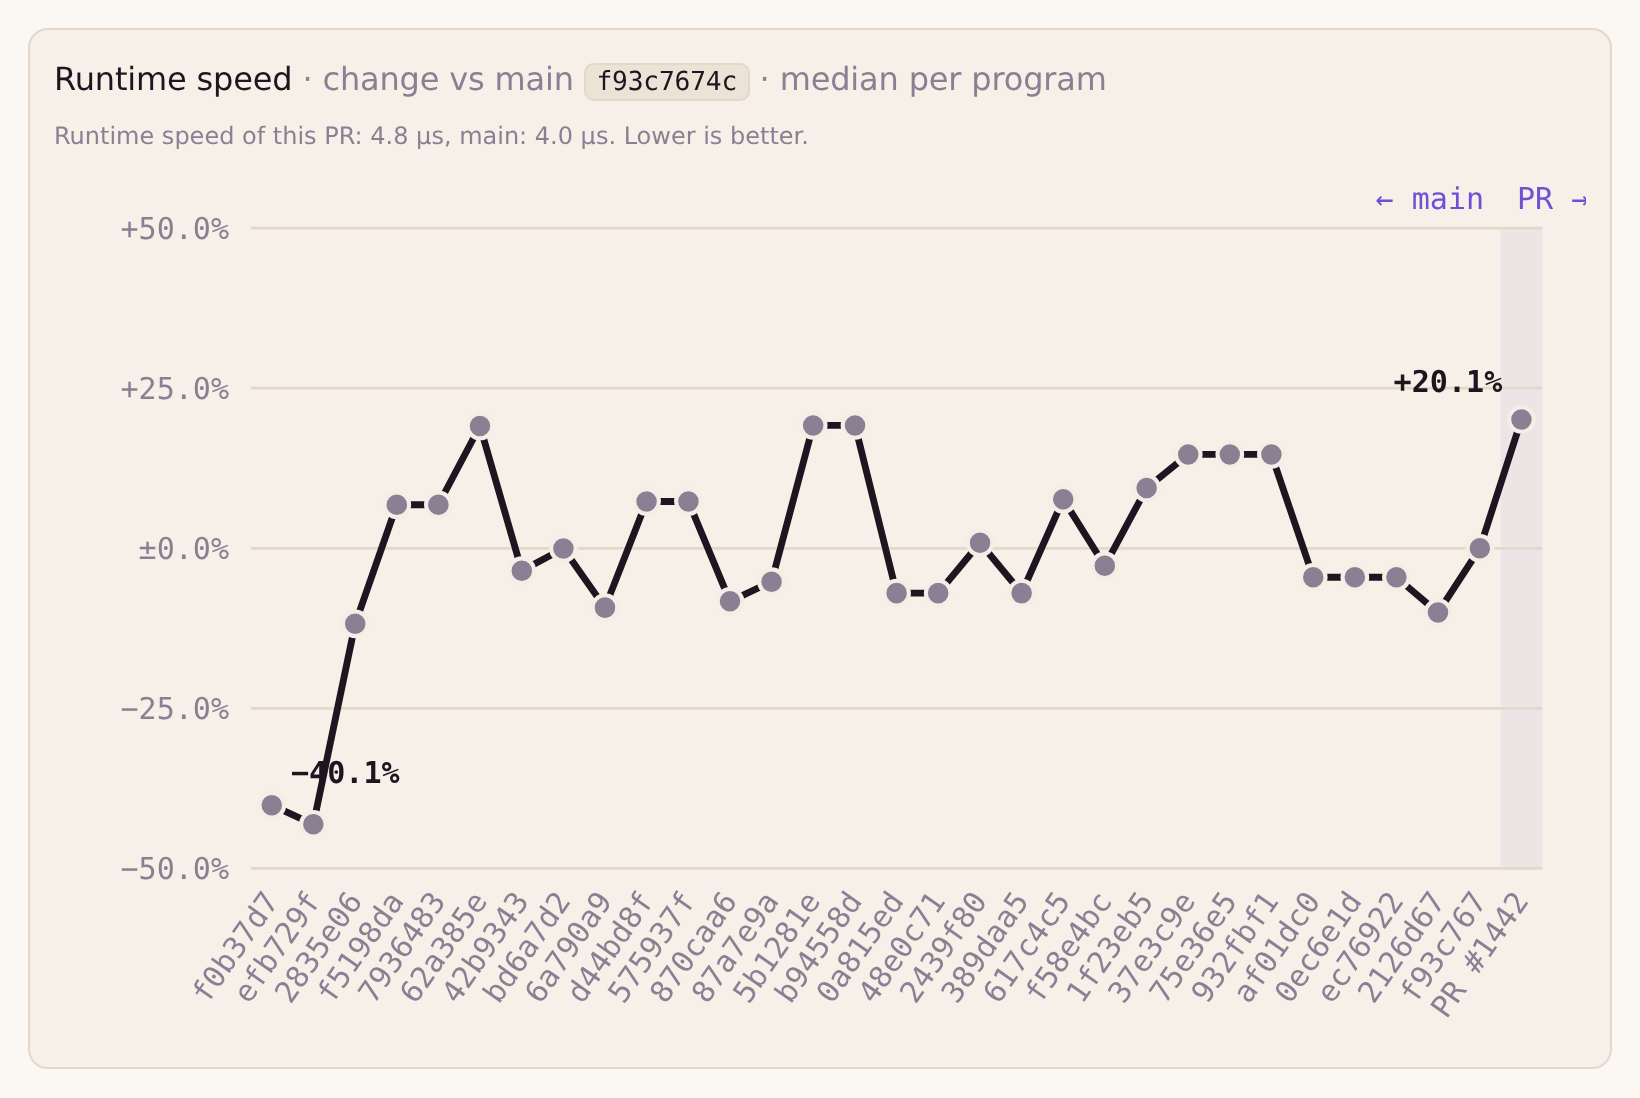 Runtime speed · change vs main f93c7674c · median per program
Runtime speed of this PR: 4.8 µs, main: 4.0 µs. Lower is better.
← main PR →
+50.0%
+25.0%
+20.1%
±0.0%
−25.0%
−40.1%
−50.0%
f0b37d7
efb729f
2835e06
f5198da
7936483
62a385e
42b9343
bd6a7d2
6a790a9
d44bd8f
575937f
870caa6
87a7e9a
5b1281e
b94558d
0a815ed
48e0c71
2439f80
389daa5
617c4c5
f58e4bc
1f23eb5
37e3c9e
75e36e5
932fbf1
af01dc0
0ec6e1d
ec76922
2126d67
f93c767
PR #1442